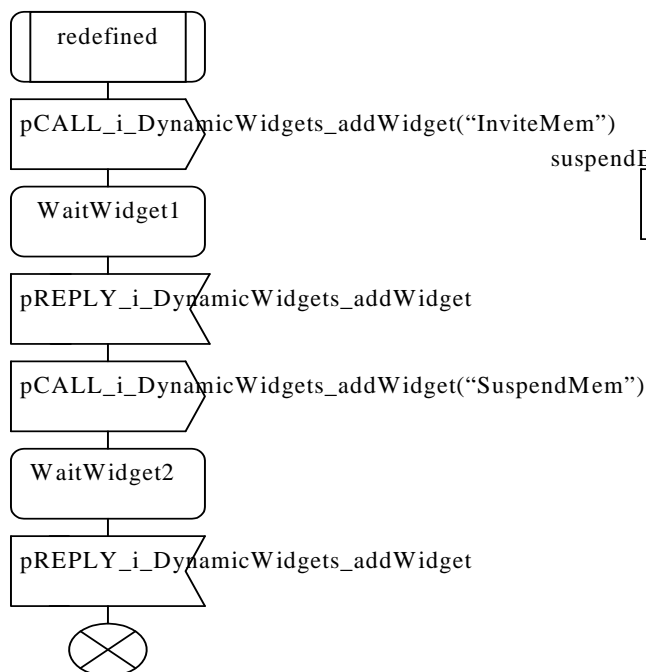 redefined
pCALL_i_DynamicWidgets_addWidget(“InviteMem”)
WaitWidget1
pREPLY_i_DynamicWidgets_addWidget
pCALL_i_DynamicWidgets_addWidget(“SuspendMem”)
WaitWidget2
pREPLY_i_DynamicWidgets_addWidget